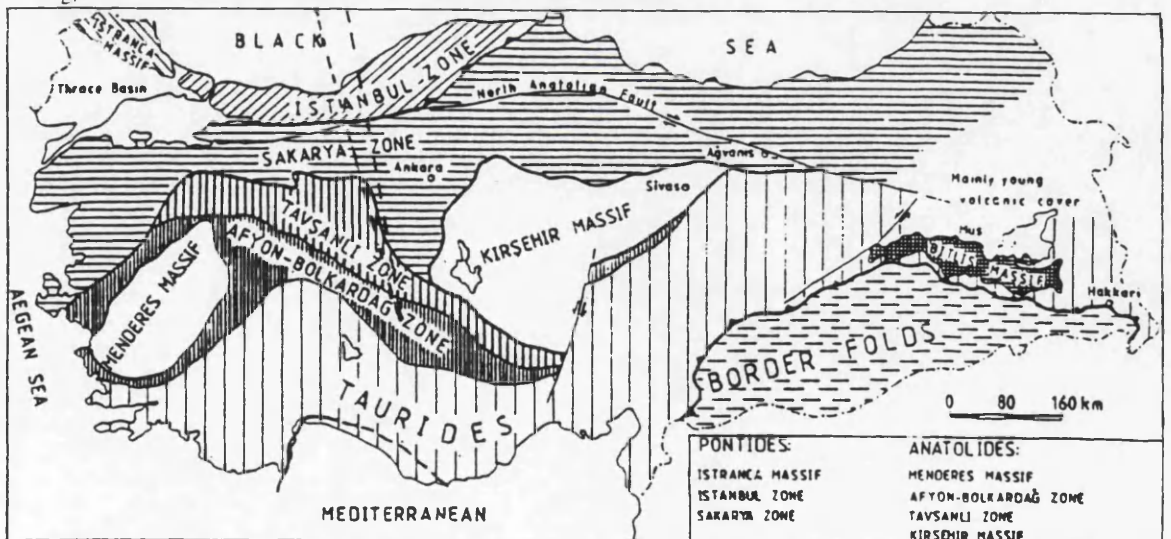 ISTRANCA
MASSIF
BLACK
SEA
Thrace Basin
ISTANBUL-ZONE
North Anatolian Fault
SAKARYA ZONE
Ankara
Ağvanis
Sivas
Mainly young
volcanic cover
TAVSANLI ZONE
KIRŞEHIR MASSIF
Mus
BITLIS
MASSIF
AFYON-BOLKARDAĞ ZONE
MENDERES MASSIF
Hakkari
AEGEAN SEA
BORDER FOLDS
TAURIDES
0 80 160 km
MEDITERRANEAN
PONTIDES:
ISTRANCA MASSIF
ISTANBUL ZONE
SAKARYA ZONE
ANATOLIDES:
MENDERES MASSIF
AFYON-BOLKARDAĞ ZONE
TAVSANLI ZONE
KIRŞEHIR MASSIF